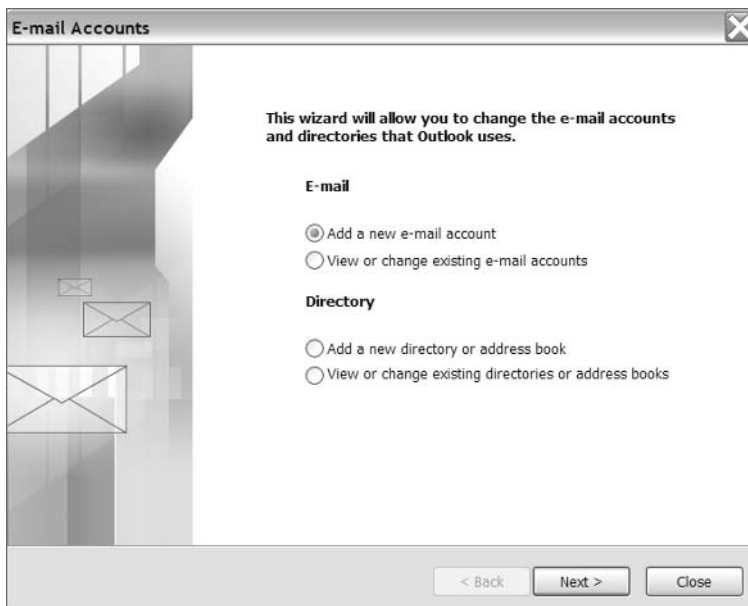 E-mail Accounts
This wizard will allow you to change the e-mail accounts
and directories that Outlook uses.
E-mail
Add a new e-mail account
View or change existing e-mail accounts
Directory
Add a new directory or address book
View or change existing directories or address books
< Back Next > Close